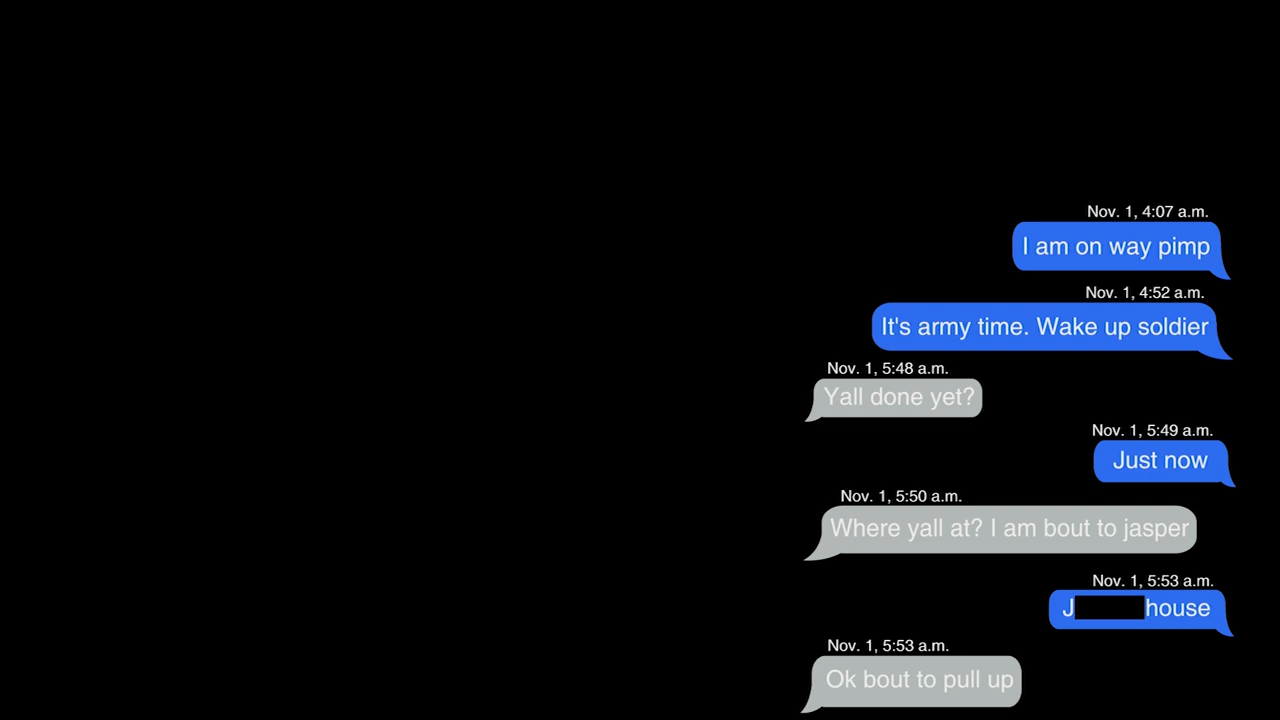 Nov. 1, 4:07 a.m.
I am on way pimp
Nov. 1, 4:52 a.m.
It's army time. Wake up soldier
Nov. 1, 5:48 a.m.
Yall done yet?
Nov. 1, 5:49 a.m.
Just now
Nov. 1, 5:50 a.m.
Where yall at? I am bout to jasper
Nov. 1, 5:53 a.m.
J house
Nov. 1, 5:53 a.m.
Ok bout to pull up